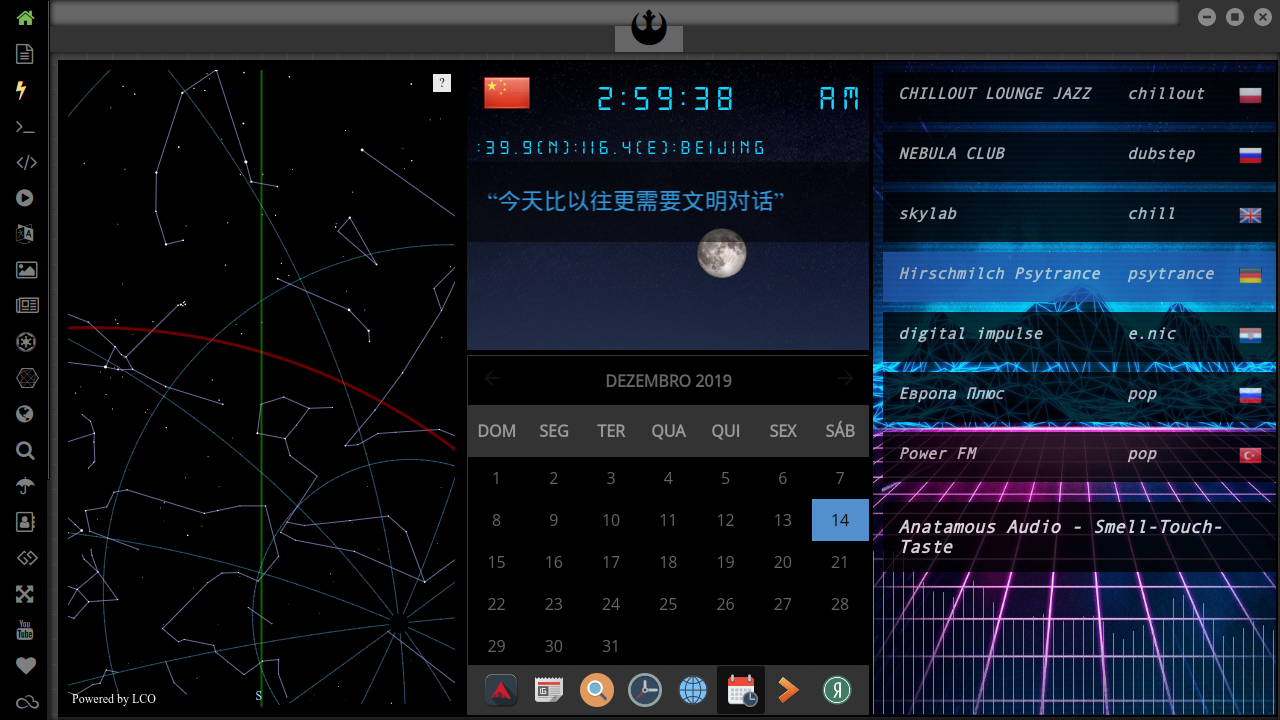 ?
2:59:38 AM
:39.9(N):116.4(E):BEIJING
“今天比以往更需要文明对话”
DEZEMBRO 2019
DOM SEG TER QUA QUI SEX SÁB
1 2 3 4 5 6 7
8 9 10 11 12 13 14
15 16 17 18 19 20 21
22 23 24 25 26 27 28
29 30 31
CHILLOUT LOUNGE JAZZ chillout
NEBULA CLUB dubstep
skylab chill
Hirschmilch Psytrance psytrance
digital impulse e.nic
Европа Плюс pop
Power FM pop
Anatamous Audio - Smell-Touch-
Taste
S
Powered by LCO
You
Tube
Я